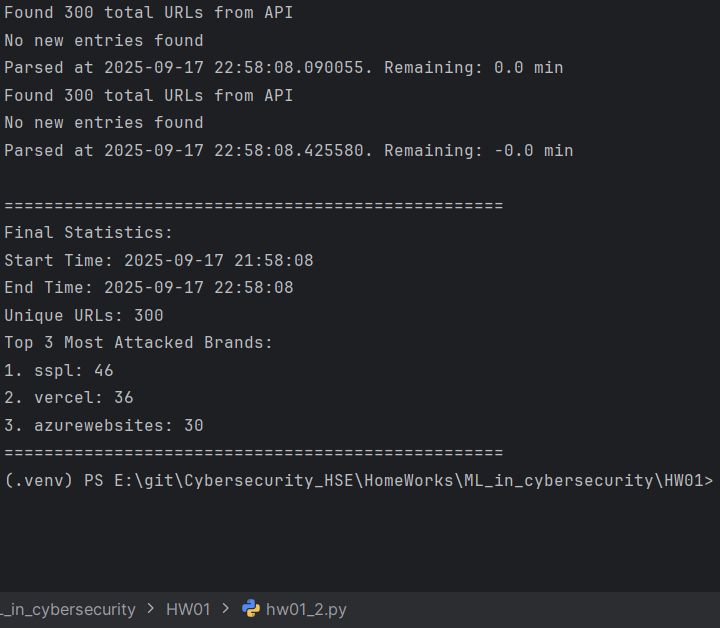 Found 300 total URLs from API
No new entries found
Parsed at 2025-09-17 22:58:08.090055. Remaining: 0.0 min
Found 300 total URLs from API
No new entries found
Parsed at 2025-09-17 22:58:08.425580. Remaining: -0.0 min
==================================================
Final Statistics:
Start Time: 2025-09-17 21:58:08
End Time: 2025-09-17 22:58:08
Unique URLs: 300
Top 3 Most Attacked Brands:
1. sspl: 46
2. vercel: 36
3. azurewebsites: 30
==================================================
(.venv) PS E:\git\Cybersecurity_HSE\HomeWorks\ML_in_cybersecurity\HW01>
_in_cybersecurity > HW01 > hw01_2.py